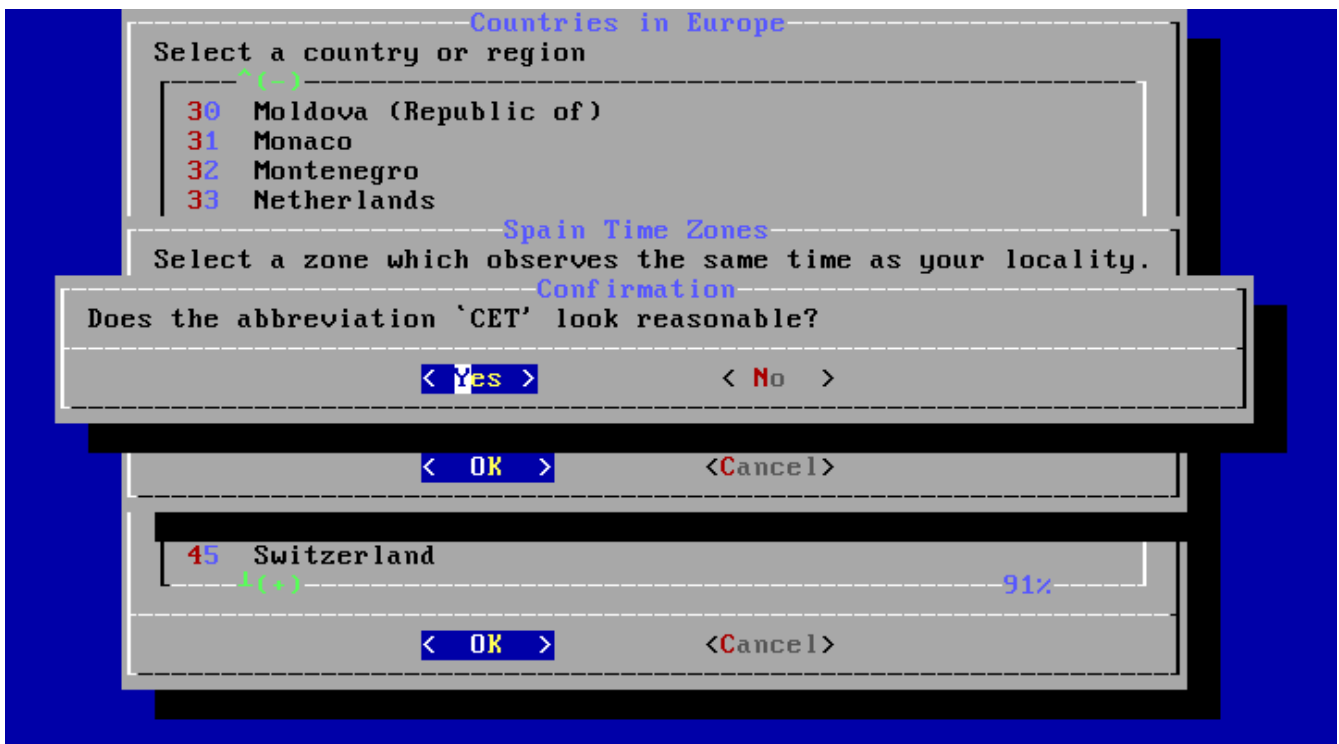 Countries in Europe
Select a country or region
^(-)
30 Moldova (Republic of)
31 Monaco
32 Montenegro
33 Netherlands
Spain Time Zones
Select a zone which observes the same time as your locality.
Confirmation
Does the abbreviation `CET' look reasonable?
< Yes > < No >
< OK > <Cancel>
45 Switzerland
┴(+) 91%
< OK > <Cancel>